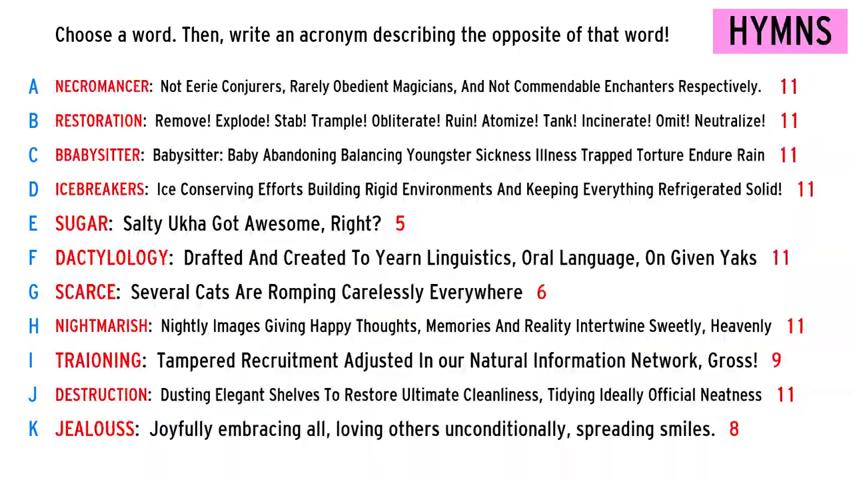 Choose a word. Then, write an acronym describing the opposite of that word!
HYMNS
A NECROMANCER: Not Eerie Conjurers, Rarely Obedient Magicians, And Not Commendable Enchanters Respectively. 11
B RESTORATION: Remove! Explode! Stab! Trample! Obliterate! Ruin! Atomize! Tank! Incinerate! Omit! Neutralize! 11
C BBABYSITTER: Babysitter: Baby Abandoning Balancing Youngster Sickness Illness Trapped Torture Endure Rain 11
D ICEBREAKERS: Ice Conserving Efforts Building Rigid Environments And Keeping Everything Refrigerated Solid! 11
E SUGAR: Salty Ukha Got Awesome, Right? 5
F DACTYLOLOGY: Drafted And Created To Yearn Linguistics, Oral Language, On Given Yaks 11
G SCARCE: Several Cats Are Romping Carelessly Everywhere 6
H NIGHTMARISH: Nightly Images Giving Happy Thoughts, Memories And Reality Intertwine Sweetly, Heavenly 11
I TRAIONING: Tampered Recruitment Adjusted In our Natural Information Network, Gross! 9
J DESTRUCTION: Dusting Elegant Shelves To Restore Ultimate Cleanliness, Tidying Ideally Official Neatness 11
K JEALOUSS: Joyfully embracing all, loving others unconditionally, spreading smiles. 8